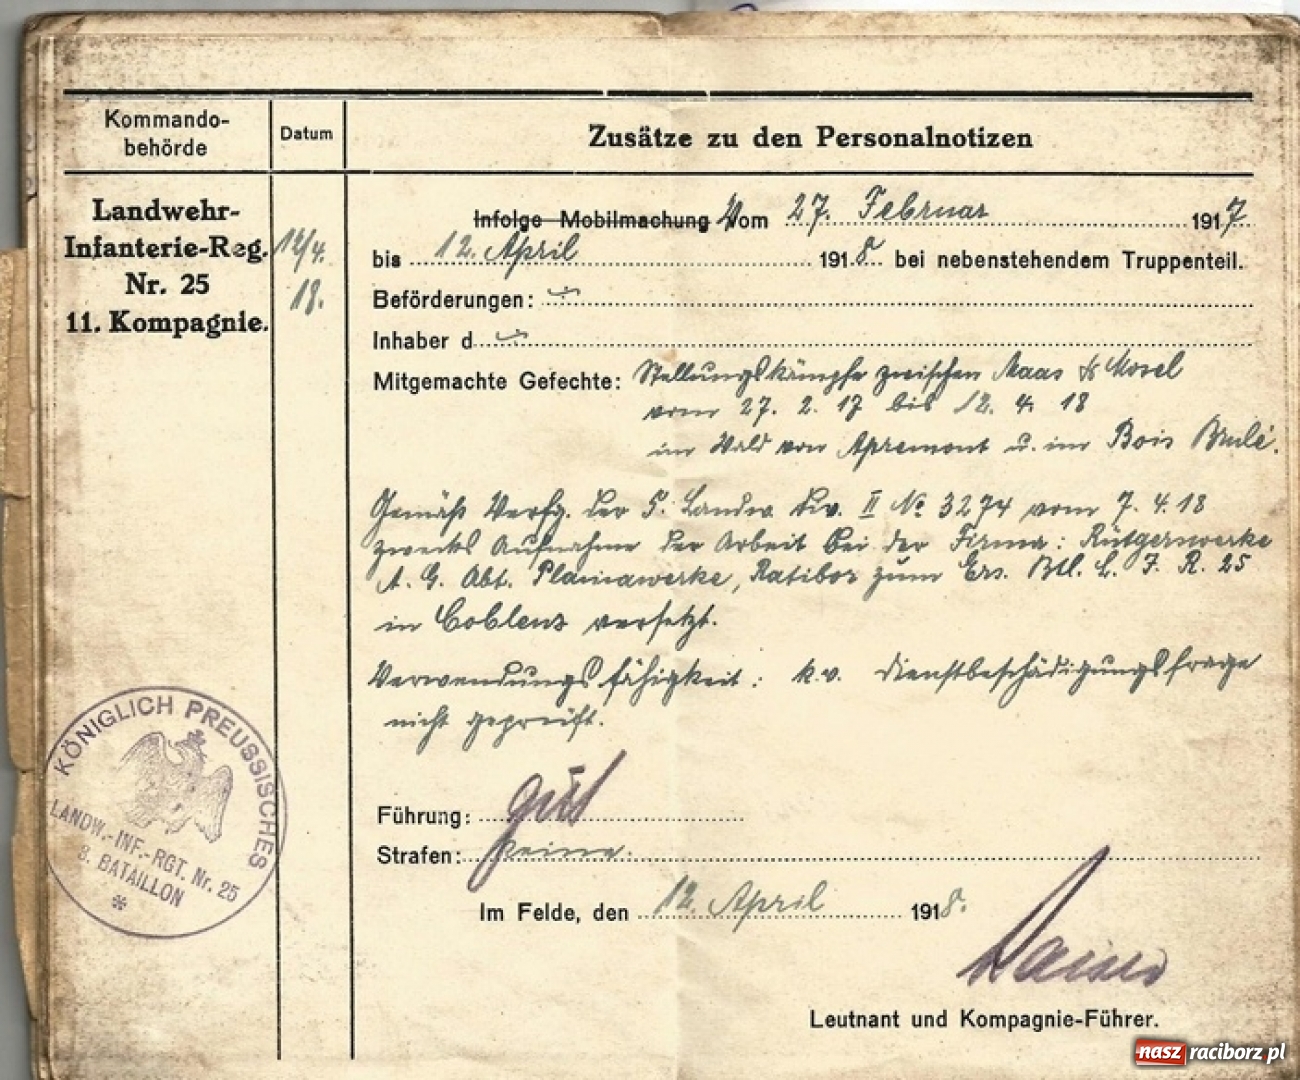 Kommando-
behörde
Datum
Zusätze zu den Personalnotizen
Landwehr-
Infanterie-Reg.
Nr. 25
11. Kompagnie.
12/4.
18.
Infolge Mobilmachung Vom 27. Februar 1917
bis 12. April 1918. bei nebenstehendem Truppenteil.
Beförderungen:
Inhaber d
Mitgemachte Gefechte: Stellungskämpfe zwischen Maas & Mosel
vom 27. 2. 17 bis 12. 4. 18
im Wald von Apremont u. im Bois Brulé.
Gemäß Verfg. der 5. Landw. Div. II № 3274 vom 7. 4. 18
zwecks Aufnahme der Arbeit bei der Firma: Rütgerswerke
A. G. Abt. Planiawerke, Ratibor zum Ers. Btl. L. I. R. 25
in Coblenz versetzt.
Verwendungsfähigkeit: k.v. Dienstbeschädigungsfrage
nicht geprüft.
Führung: gut
Strafen: keine.
Im Felde, den 12. April 1918.
Leutnant und Kompagnie-Führer.
KÖNIGLICH PREUSSISCHES
LANDW.-INF.-RGT. Nr. 25
3. BATAILLON
nasz raciborz.pl